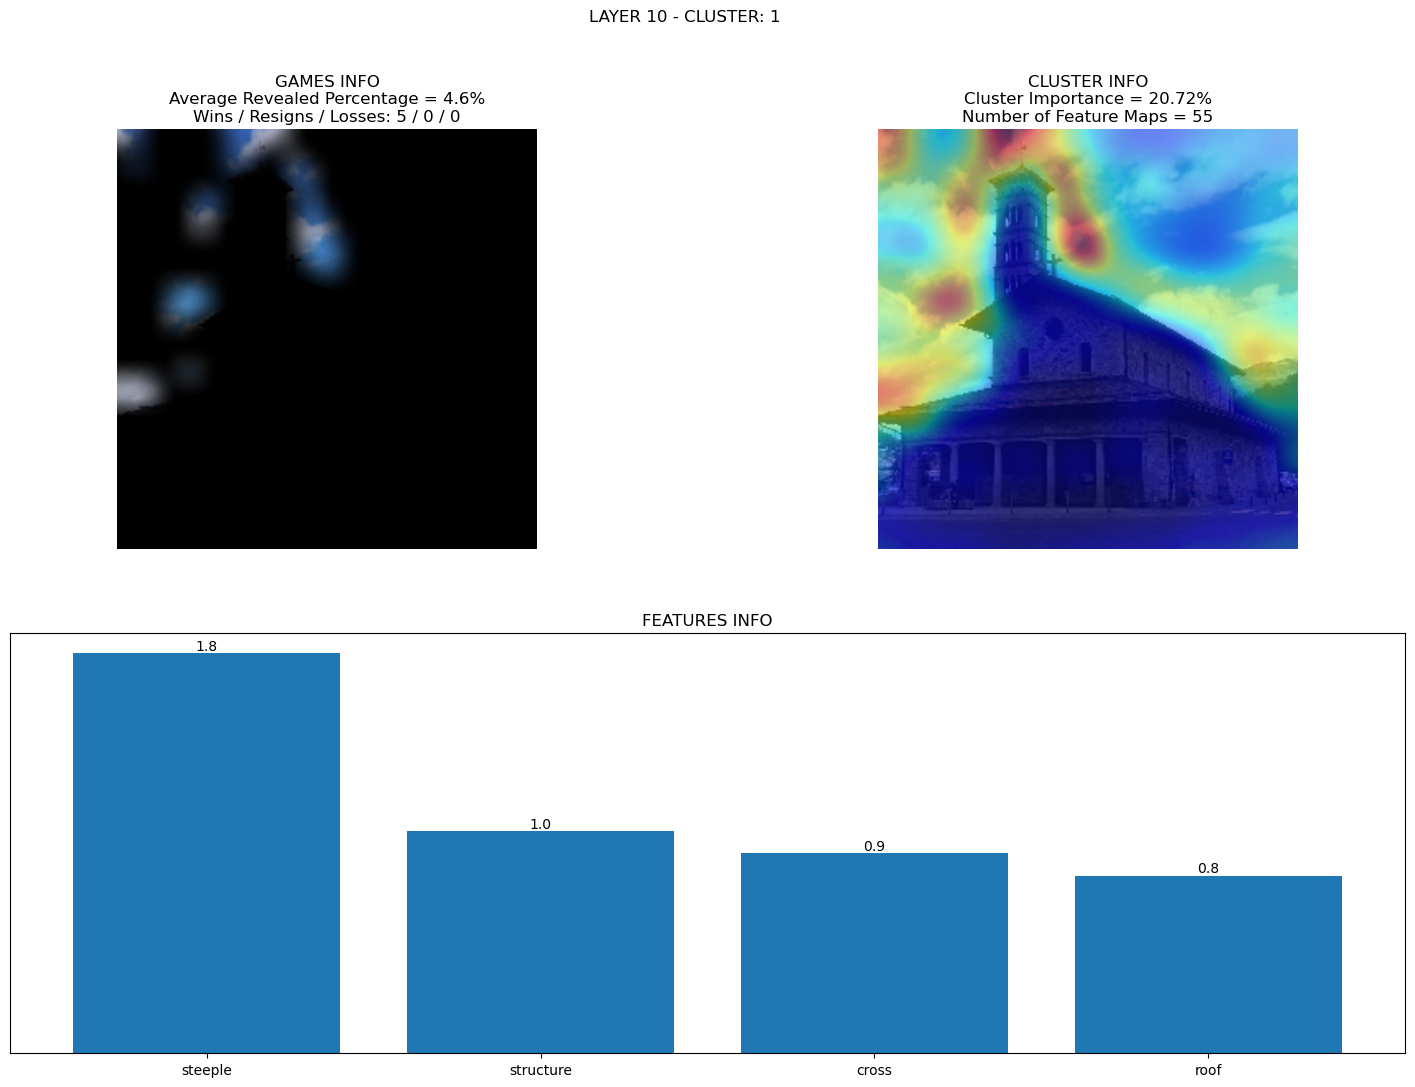 LAYER 10 - CLUSTER: 1
GAMES INFO
Average Revealed Percentage = 4.6%
Wins / Resigns / Losses: 5 / 0 / 0
CLUSTER INFO
Cluster Importance = 20.72%
Number of Feature Maps = 55
FEATURES INFO
1.8
1.0
0.9
0.8
steeple structure cross roof